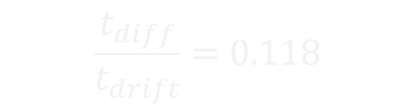 t_diff / t_drift = 0.118